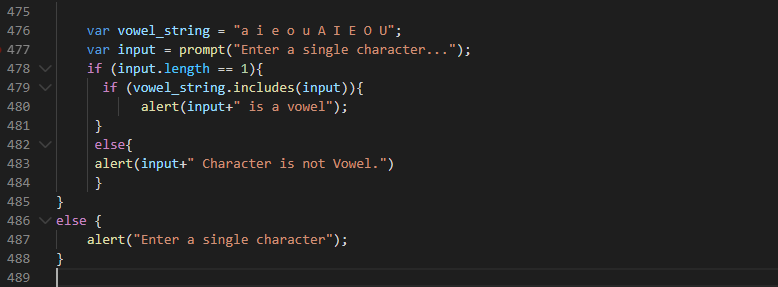 475
476 var vowel_string = "a i e o u A I E O U";
477 var input = prompt("Enter a single character...");
478 if (input.length == 1){
479 if (vowel_string.includes(input)){
480 alert(input+" is a vowel");
481 }
482 else{
483 alert(input+" Character is not Vowel.")
484 }
485 }
486 else {
487 alert("Enter a single character");
488 }
489